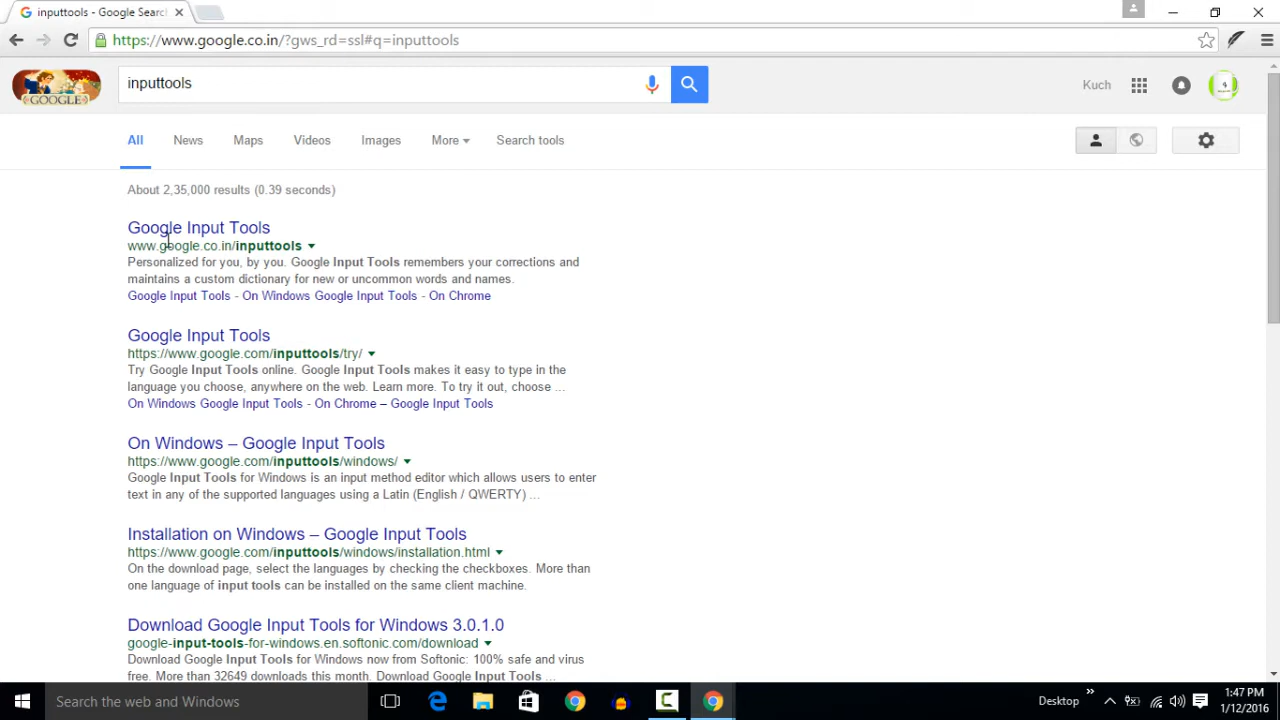 inputtools - Google Searc
https://www.google.co.in/?gws_rd=ssl#q=inputtools
GOOGLE
inputtools
Kuch
All News Maps Videos Images More Search tools
About 2,35,000 results (0.39 seconds)
Google Input Tools
www.google.co.in/inputtools
Personalized for you, by you. Google Input Tools remembers your corrections and
maintains a custom dictionary for new or uncommon words and names.
Google Input Tools - On Windows Google Input Tools - On Chrome
Google Input Tools
https://www.google.com/inputtools/try/
Try Google Input Tools online. Google Input Tools makes it easy to type in the
language you choose, anywhere on the web. Learn more. To try it out, choose ...
On Windows Google Input Tools - On Chrome – Google Input Tools
On Windows – Google Input Tools
https://www.google.com/inputtools/windows/
Google Input Tools for Windows is an input method editor which allows users to enter
text in any of the supported languages using a Latin (English / QWERTY) ...
Installation on Windows – Google Input Tools
https://www.google.com/inputtools/windows/installation.html
On the download page, select the languages by checking the checkboxes. More than
one language of input tools can be installed on the same client machine.
Download Google Input Tools for Windows 3.0.1.0
google-input-tools-for-windows.en.softonic.com/download
Download Google Input Tools for Windows now from Softonic: 100% safe and virus
free. More than 32649 downloads this month. Download Google Input Tools ...
Search the web and Windows
Desktop
1:47 PM
1/12/2016